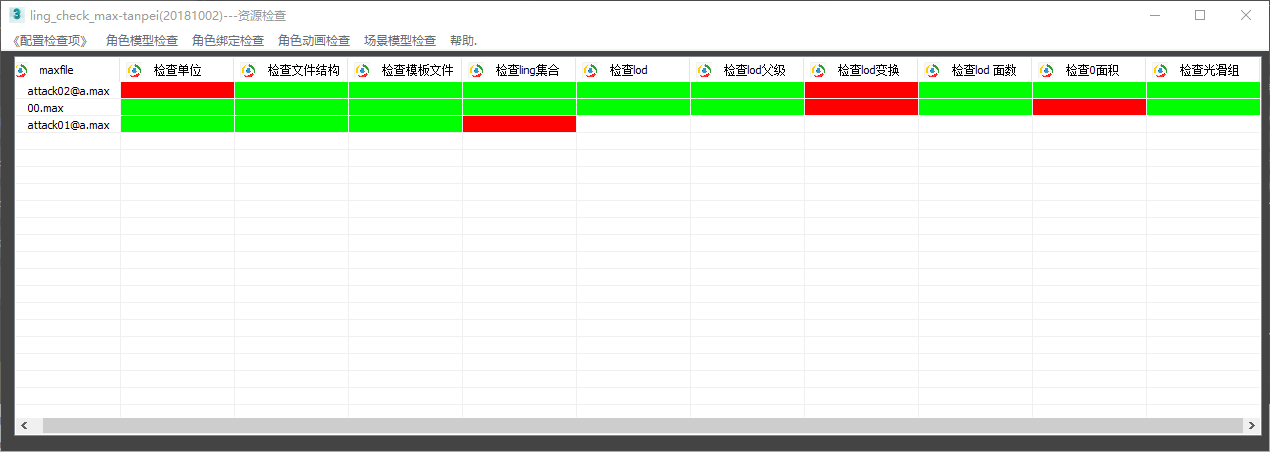 ling_check_max-tanpei(20181002)---资源检查
《配置检查项》 角色模型检查 角色绑定检查 角色动画检查 场景模型检查 帮助.
maxfile 检查单位 检查文件结构 检查模板文件 检查ling集合 检查lod 检查lod父级 检查lod变换 检查lod 面数 检查0面积 检查光滑组
attack02@a.max
00.max
attack01@a.max